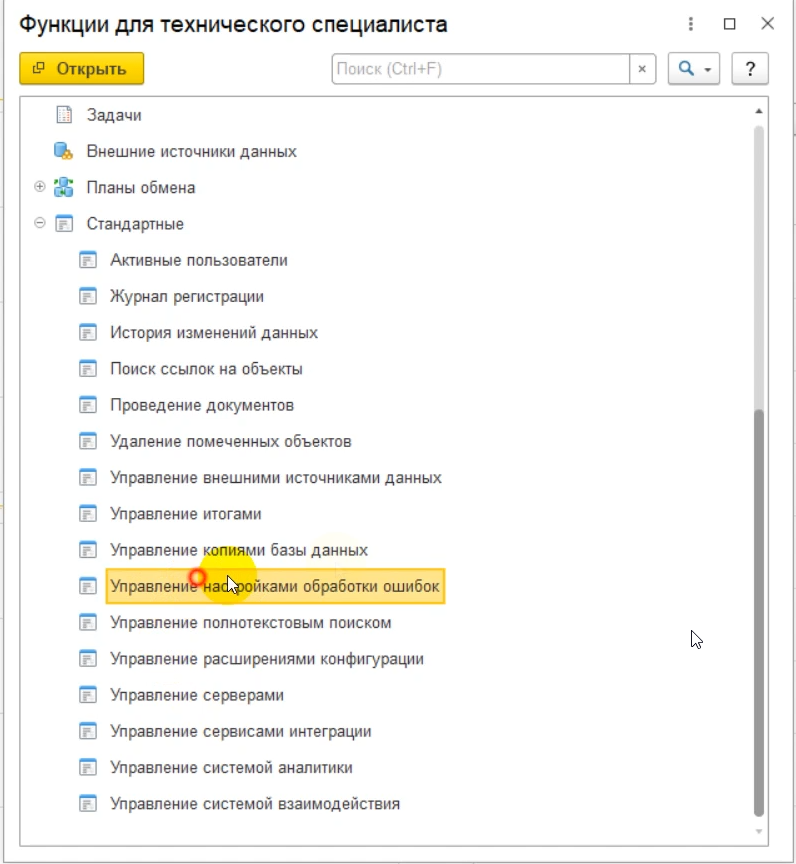 Функции для технического специалиста
Открыть
Поиск (Ctrl+F)
×
?
Задачи
Внешние источники данных
Планы обмена
Стандартные
Активные пользователи
Журнал регистрации
История изменений данных
Поиск ссылок на объекты
Проведение документов
Удаление помеченных объектов
Управление внешними источниками данных
Управление итогами
Управление копиями базы данных
Управление настройками обработки ошибок
Управление полнотекстовым поиском
Управление расширениями конфигурации
Управление серверами
Управление сервисами интеграции
Управление системой аналитики
Управление системой взаимодействия